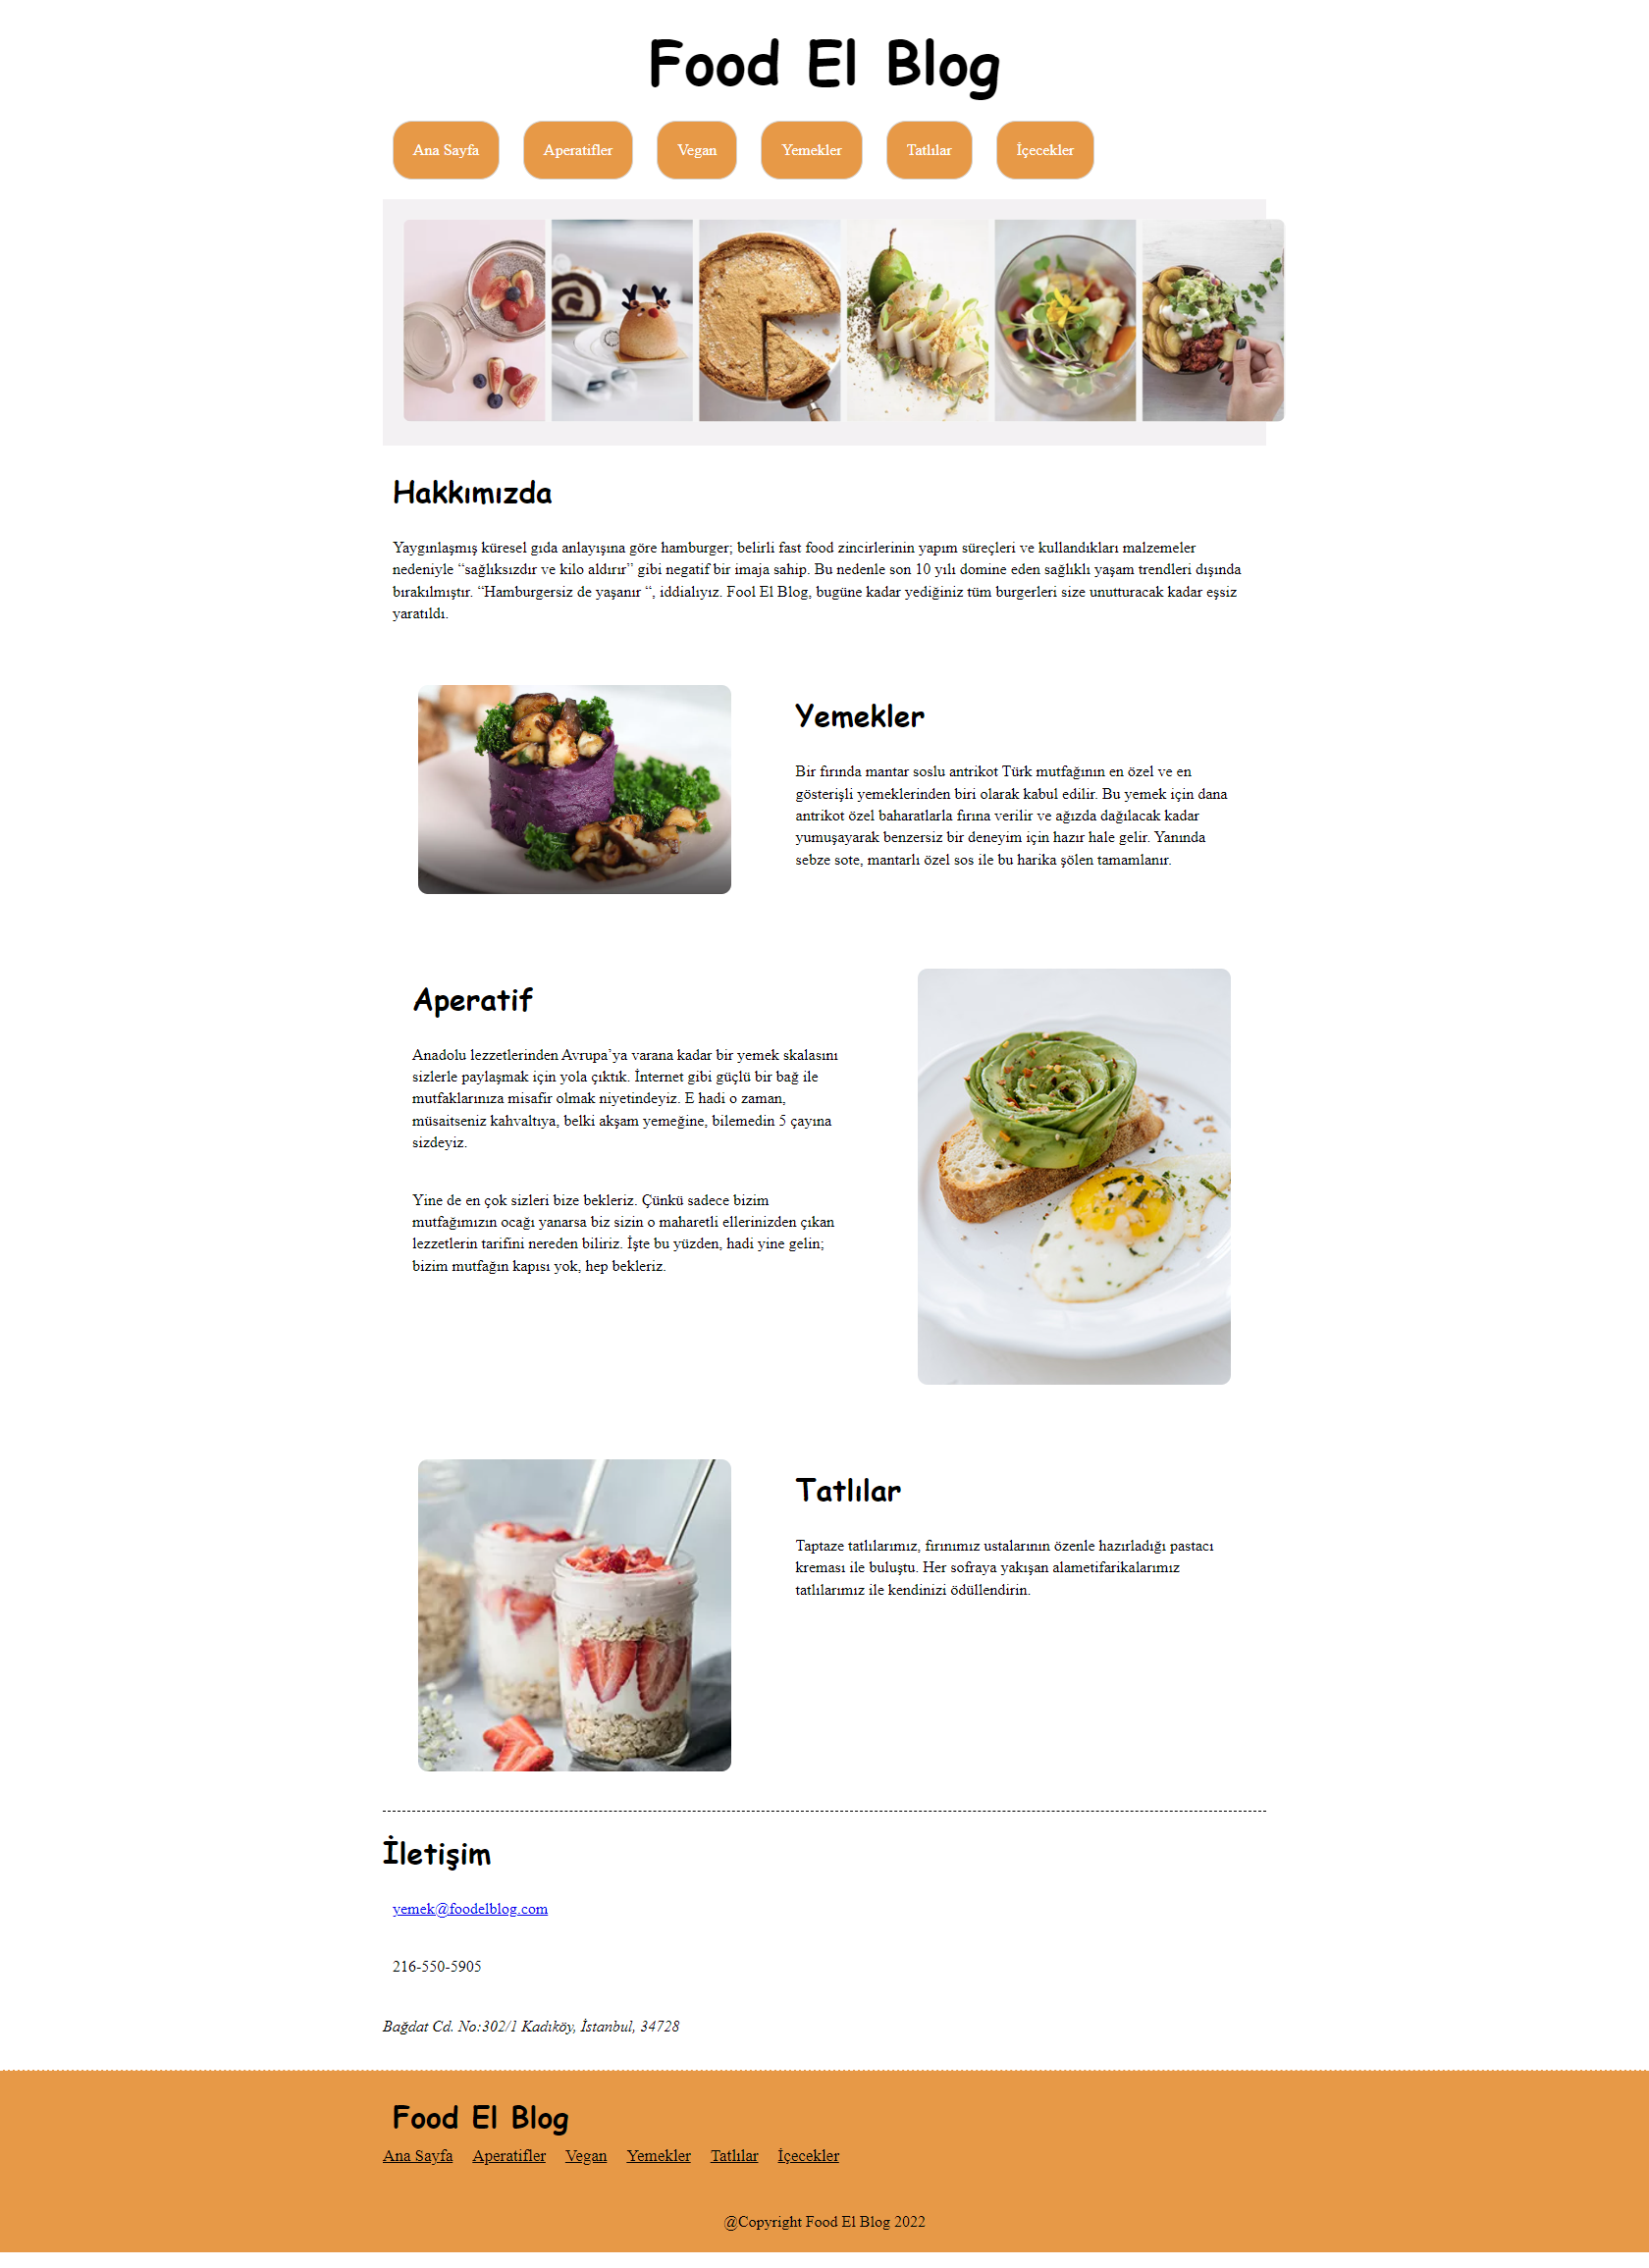 Food El Blog
Ana Sayfa Aperatifler Vegan Yemekler Tatlılar İçecekler
Hakkımızda
Yaygınlaşmış küresel gıda anlayışına göre hamburger; belirli fast food zincirlerinin yapım süreçleri ve kullandıkları malzemeler
nedeniyle “sağlıksızdır ve kilo aldırır” gibi negatif bir imaja sahip. Bu nedenle son 10 yılı domine eden sağlıklı yaşam trendleri dışında
bırakılmıştır. “Hamburgersiz de yaşanır “, iddialıyız. Fool El Blog, bugüne kadar yediğiniz tüm burgerleri size unutturacak kadar eşsiz
yaratıldı.
Yemekler
Bir fırında mantar soslu antrikot Türk mutfağının en özel ve en
gösterişli yemeklerinden biri olarak kabul edilir. Bu yemek için dana
antrikot özel baharatlarla fırına verilir ve ağızda dağılacak kadar
yumuşayarak benzersiz bir deneyim için hazır hale gelir. Yanında
sebze sote, mantarlı özel sos ile bu harika şölen tamamlanır.
Aperatif
Anadolu lezzetlerinden Avrupa’ya varana kadar bir yemek skalasını
sizlerle paylaşmak için yola çıktık. İnternet gibi güçlü bir bağ ile
mutfaklarınıza misafir olmak niyetindeyiz. E hadi o zaman,
müsaitseniz kahvaltıya, belki akşam yemeğine, bilemedin 5 çayına
sizdeyiz.
Yine de en çok sizleri bize bekleriz. Çünkü sadece bizim
mutfağımızın ocağı yanarsa biz sizin o maharetli ellerinizden çıkan
lezzetlerin tarifini nereden biliriz. İşte bu yüzden, hadi yine gelin;
bizim mutfağın kapısı yok, hep bekleriz.
Tatlılar
Taptaze tatlılarımız, fırınımız ustalarının özenle hazırladığı pastacı
kreması ile buluştu. Her sofraya yakışan alametifarikalarımız
tatlılarımız ile kendinizi ödüllendirin.
İletişim
yemek@foodelblog.com
216-550-5905
Bağdat Cd. No:302/1 Kadıköy, İstanbul, 34728
Food El Blog
Ana Sayfa Aperatifler Vegan Yemekler Tatlılar İçecekler
@Copyright Food El Blog 2022